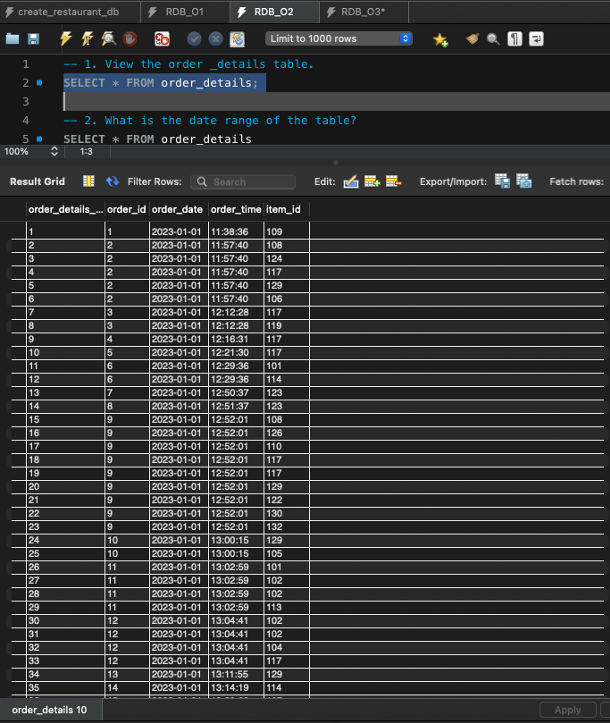 create_restaurant_db RDB_O1 RDB_O2 RDB_O3*
Limit to 1000 rows
1 -- 1. View the order _details table.
2 SELECT * FROM order_details;
3
4 -- 2. What is the date range of the table?
5 SELECT * FROM order_details
100% 1:3
Result Grid Filter Rows: Search Edit: Export/Import: Fetch rows:
order_details_... order_id order_date order_time item_id
1 1 2023-01-01 11:38:36 109
2 2 2023-01-01 11:57:40 108
3 2 2023-01-01 11:57:40 124
4 2 2023-01-01 11:57:40 117
5 2 2023-01-01 11:57:40 129
6 2 2023-01-01 11:57:40 106
7 3 2023-01-01 12:12:28 117
8 3 2023-01-01 12:12:28 119
9 4 2023-01-01 12:16:31 117
10 5 2023-01-01 12:21:30 117
11 6 2023-01-01 12:29:36 101
12 6 2023-01-01 12:29:36 114
13 7 2023-01-01 12:50:37 123
14 8 2023-01-01 12:51:37 123
15 9 2023-01-01 12:52:01 108
16 9 2023-01-01 12:52:01 126
17 9 2023-01-01 12:52:01 110
18 9 2023-01-01 12:52:01 117
19 9 2023-01-01 12:52:01 117
20 9 2023-01-01 12:52:01 129
21 9 2023-01-01 12:52:01 122
22 9 2023-01-01 12:52:01 130
23 9 2023-01-01 12:52:01 132
24 10 2023-01-01 13:00:15 129
25 10 2023-01-01 13:00:15 105
26 11 2023-01-01 13:02:59 101
27 11 2023-01-01 13:02:59 102
28 11 2023-01-01 13:02:59 102
29 11 2023-01-01 13:02:59 113
30 12 2023-01-01 13:04:41 102
31 12 2023-01-01 13:04:41 102
32 12 2023-01-01 13:04:41 104
33 12 2023-01-01 13:04:41 117
34 13 2023-01-01 13:11:55 129
35 14 2023-01-01 13:14:19 114
order_details 10 Apply